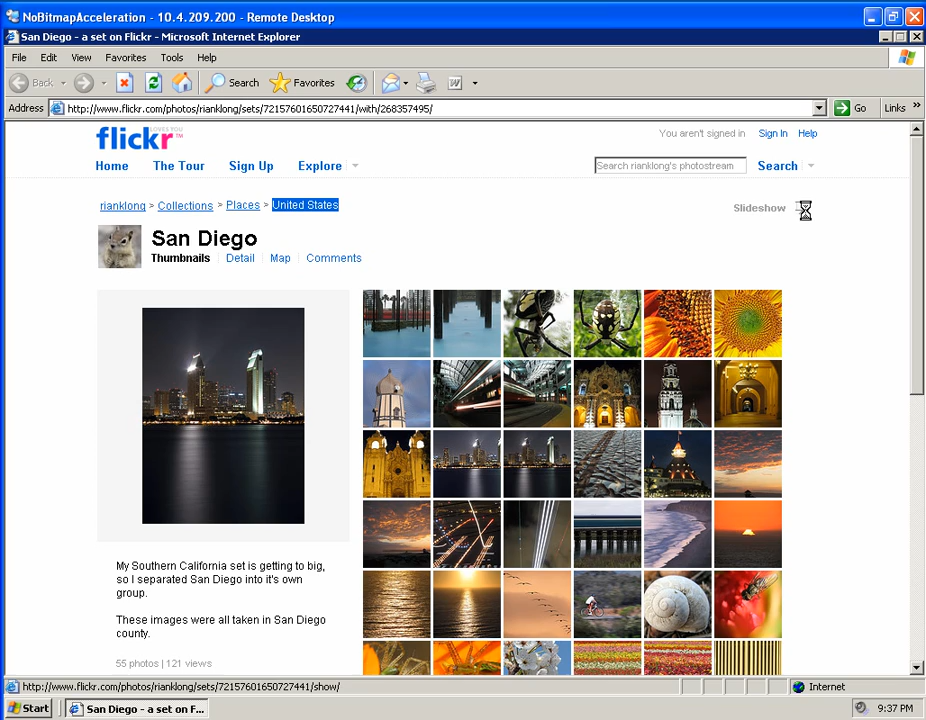 NoBitmapAcceleration - 10.4.209.200 - Remote Desktop
San Diego - a set on Flickr - Microsoft Internet Explorer
File Edit View Favorites Tools Help
Back Search Favorites
Address http://www.flickr.com/photos/rianklong/sets/72157601650727441/with/268357495/ Go Links »
flickr LOVES YOU TM
You aren't signed in Sign In Help
Home The Tour Sign Up Explore
Search rianklong's photostream Search
rianklong > Collections > Places > United States
Slideshow
San Diego
Thumbnails Detail Map Comments
My Southern California set is getting to big,
so I separated San Diego into it's own
group.
These images were all taken in San Diego
county.
55 photos | 121 views
http://www.flickr.com/photos/rianklong/sets/72157601650727441/show/ Internet
Start San Diego - a set on F... 9:37 PM